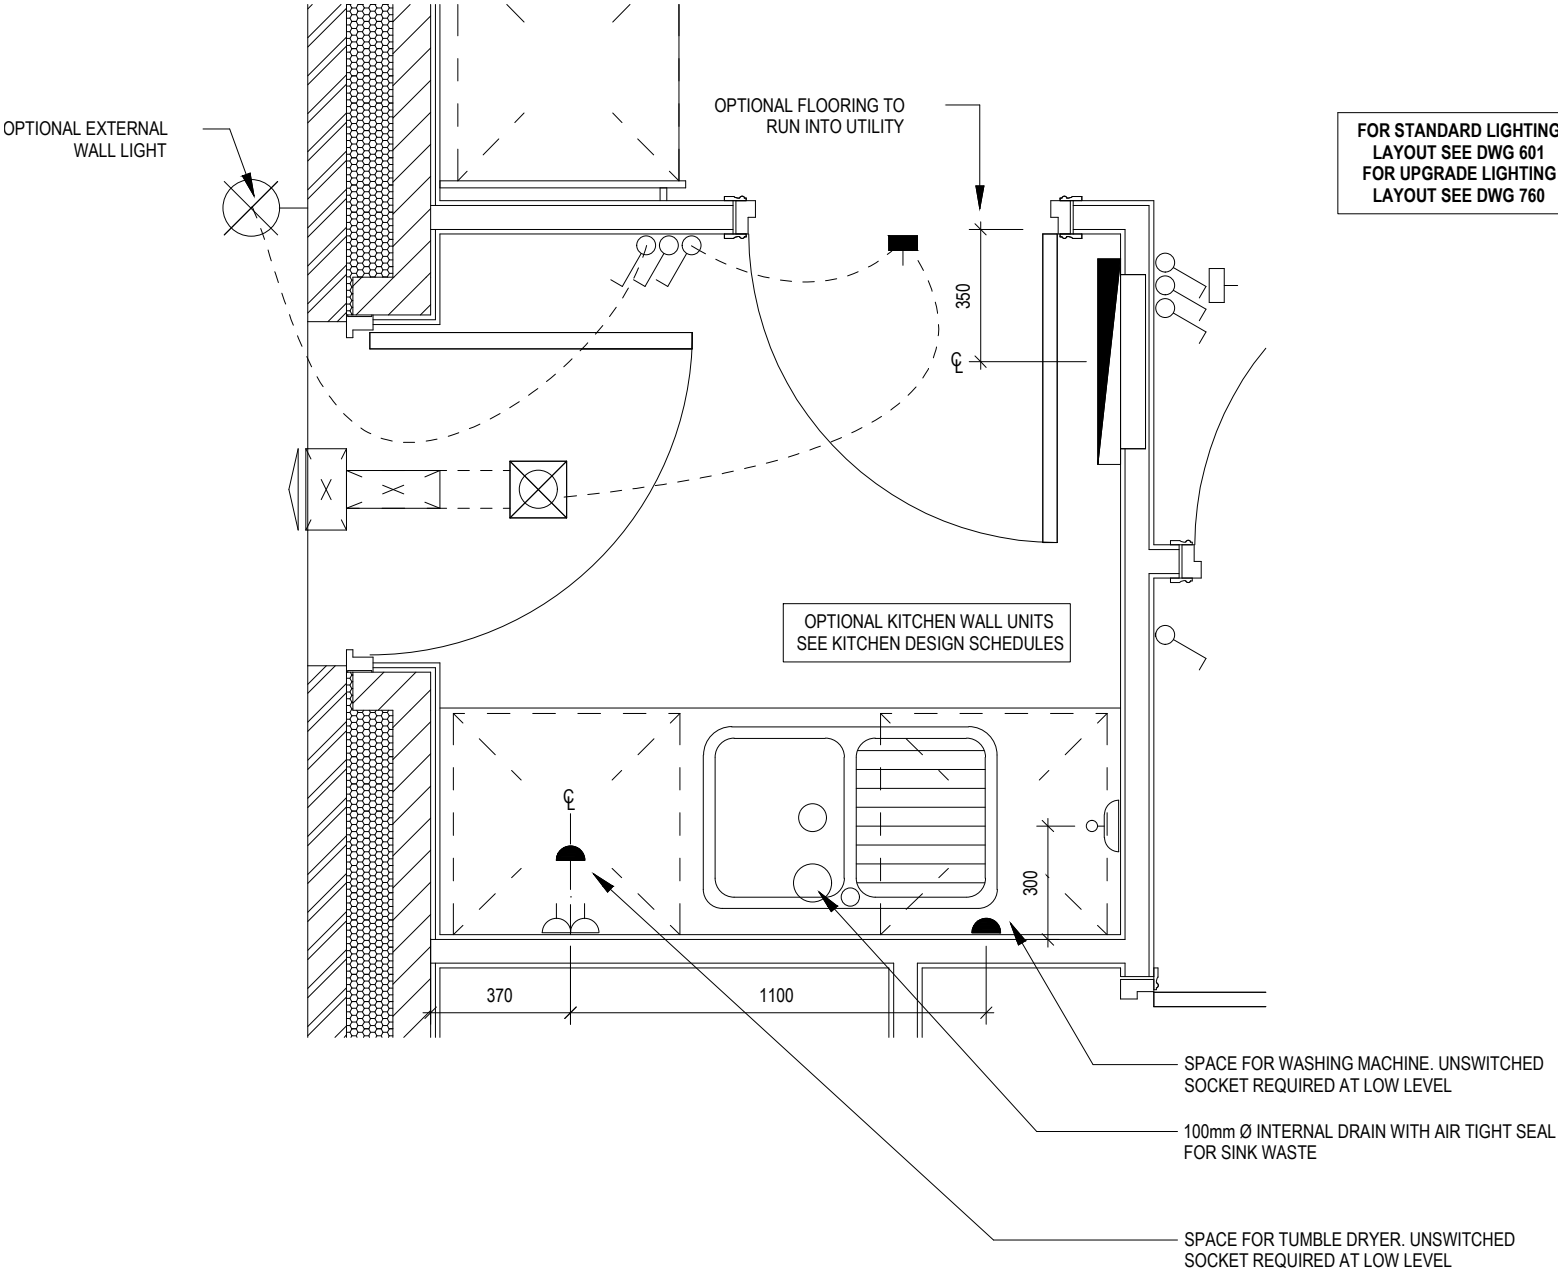 OPTIONAL EXTERNAL
WALL LIGHT
OPTIONAL FLOORING TO
RUN INTO UTILITY
FOR STANDARD LIGHTING
LAYOUT SEE DWG 601
FOR UPGRADE LIGHTING
LAYOUT SEE DWG 760
350
℄
OPTIONAL KITCHEN WALL UNITS
SEE KITCHEN DESIGN SCHEDULES
℄
300
370
1100
SPACE FOR WASHING MACHINE. UNSWITCHED
SOCKET REQUIRED AT LOW LEVEL
100mm Ø INTERNAL DRAIN WITH AIR TIGHT SEAL
FOR SINK WASTE
SPACE FOR TUMBLE DRYER. UNSWITCHED
SOCKET REQUIRED AT LOW LEVEL